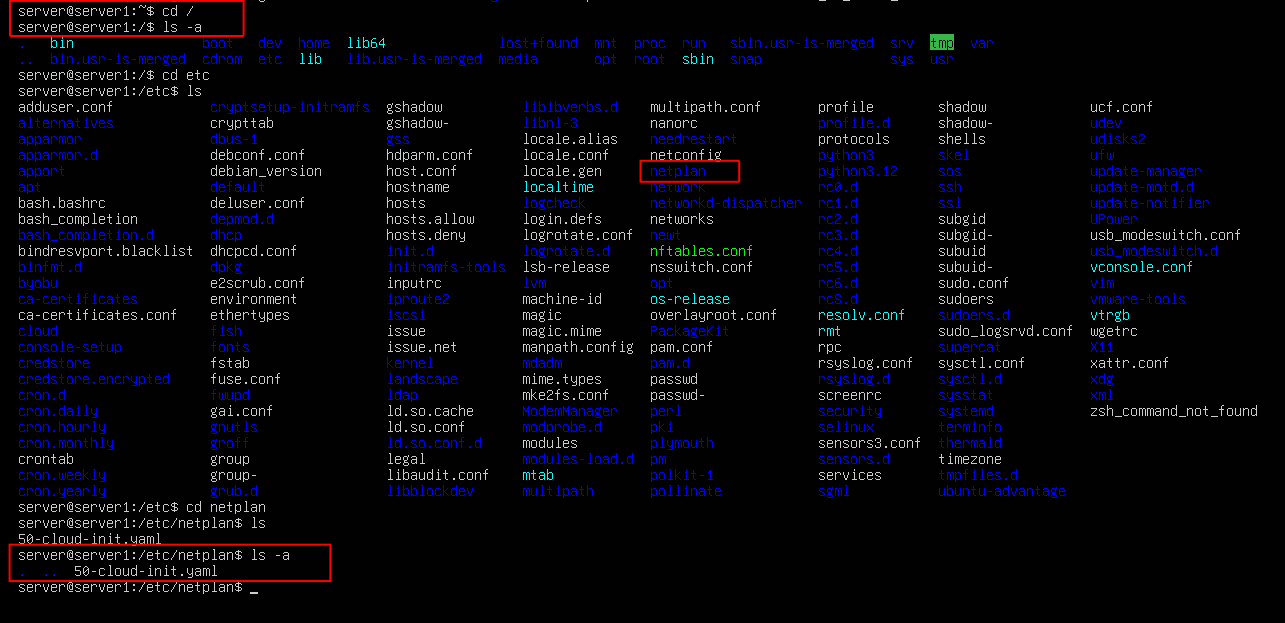 server@server1:~$ cd /
server@server1:/$ ls -a
. bin boot dev home lib64 lost+found mnt proc run sbin.usr-is-merged srv tmp var
.. bin.usr-is-merged cdrom etc lib lib.usr-is-merged media opt root sbin snap sys usr
server@server1:/$ cd etc
server@server1:/etc$ ls
adduser.conf cryptsetup-initramfs gshadow libibverbs.d multipath.conf profile shadow ucf.conf
alternatives crypttab gshadow- libnl-3 nanorc profile.d shadow- udev
apparmor dbus-1 gss locale.alias needrestart protocols shells udisks2
apparmor.d debconf.conf hdparm.conf locale.conf netconfig python3 skel ufw
apport debian_version host.conf locale.gen netplan python3.12 sos update-manager
apt default hostname localtime network rc0.d ssh update-motd.d
bash.bashrc deluser.conf hosts logcheck networkd-dispatcher rc1.d ssl update-notifier
bash_completion depmod.d hosts.allow login.defs networks rc2.d subgid UPower
bash_completion.d dhcp hosts.deny logrotate.conf newt rc3.d subgid- usb_modeswitch.conf
bindresvport.blacklist dhcpcd.conf init.d logrotate.d nftables.conf rc4.d subuid usb_modeswitch.d
binfmt.d dpkg initramfs-tools lsb-release nsswitch.conf rc5.d subuid- vconsole.conf
byobu e2scrub.conf inputrc lvm opt rc6.d sudo.conf vim
ca-certificates environment iproute2 machine-id os-release rcS.d sudoers vmware-tools
ca-certificates.conf ethertypes iscsi magic overlayroot.conf resolv.conf sudoers.d vtrgb
cloud fish issue magic.mime PackageKit rmt sudo_logsrvd.conf wgetrc
console-setup fonts issue.net manpath.config pam.conf rpc supercat X11
credstore fstab kernel mdadm pam.d rsyslog.conf sysctl.conf xattr.conf
credstore.encrypted fuse.conf landscape mime.types passwd rsyslog.d sysctl.d xdg
cron.d fwupd ldap mke2fs.conf passwd- screenrc sysstat xml
cron.daily gai.conf ld.so.cache ModemManager perl security systemd zsh_command_not_found
cron.hourly gnutls ld.so.conf modprobe.d pki selinux terminfo
cron.monthly groff ld.so.conf.d modules plymouth sensors3.conf thermald
crontab group legal modules-load.d pm sensors.d timezone
cron.weekly group- libaudit.conf mtab polkit-1 services tmpfiles.d
cron.yearly grub.d libblockdev multipath pollinate sgml ubuntu-advantage
server@server1:/etc$ cd netplan
server@server1:/etc/netplan$ ls
50-cloud-init.yaml
server@server1:/etc/netplan$ ls -a
. .. 50-cloud-init.yaml
server@server1:/etc/netplan$ _